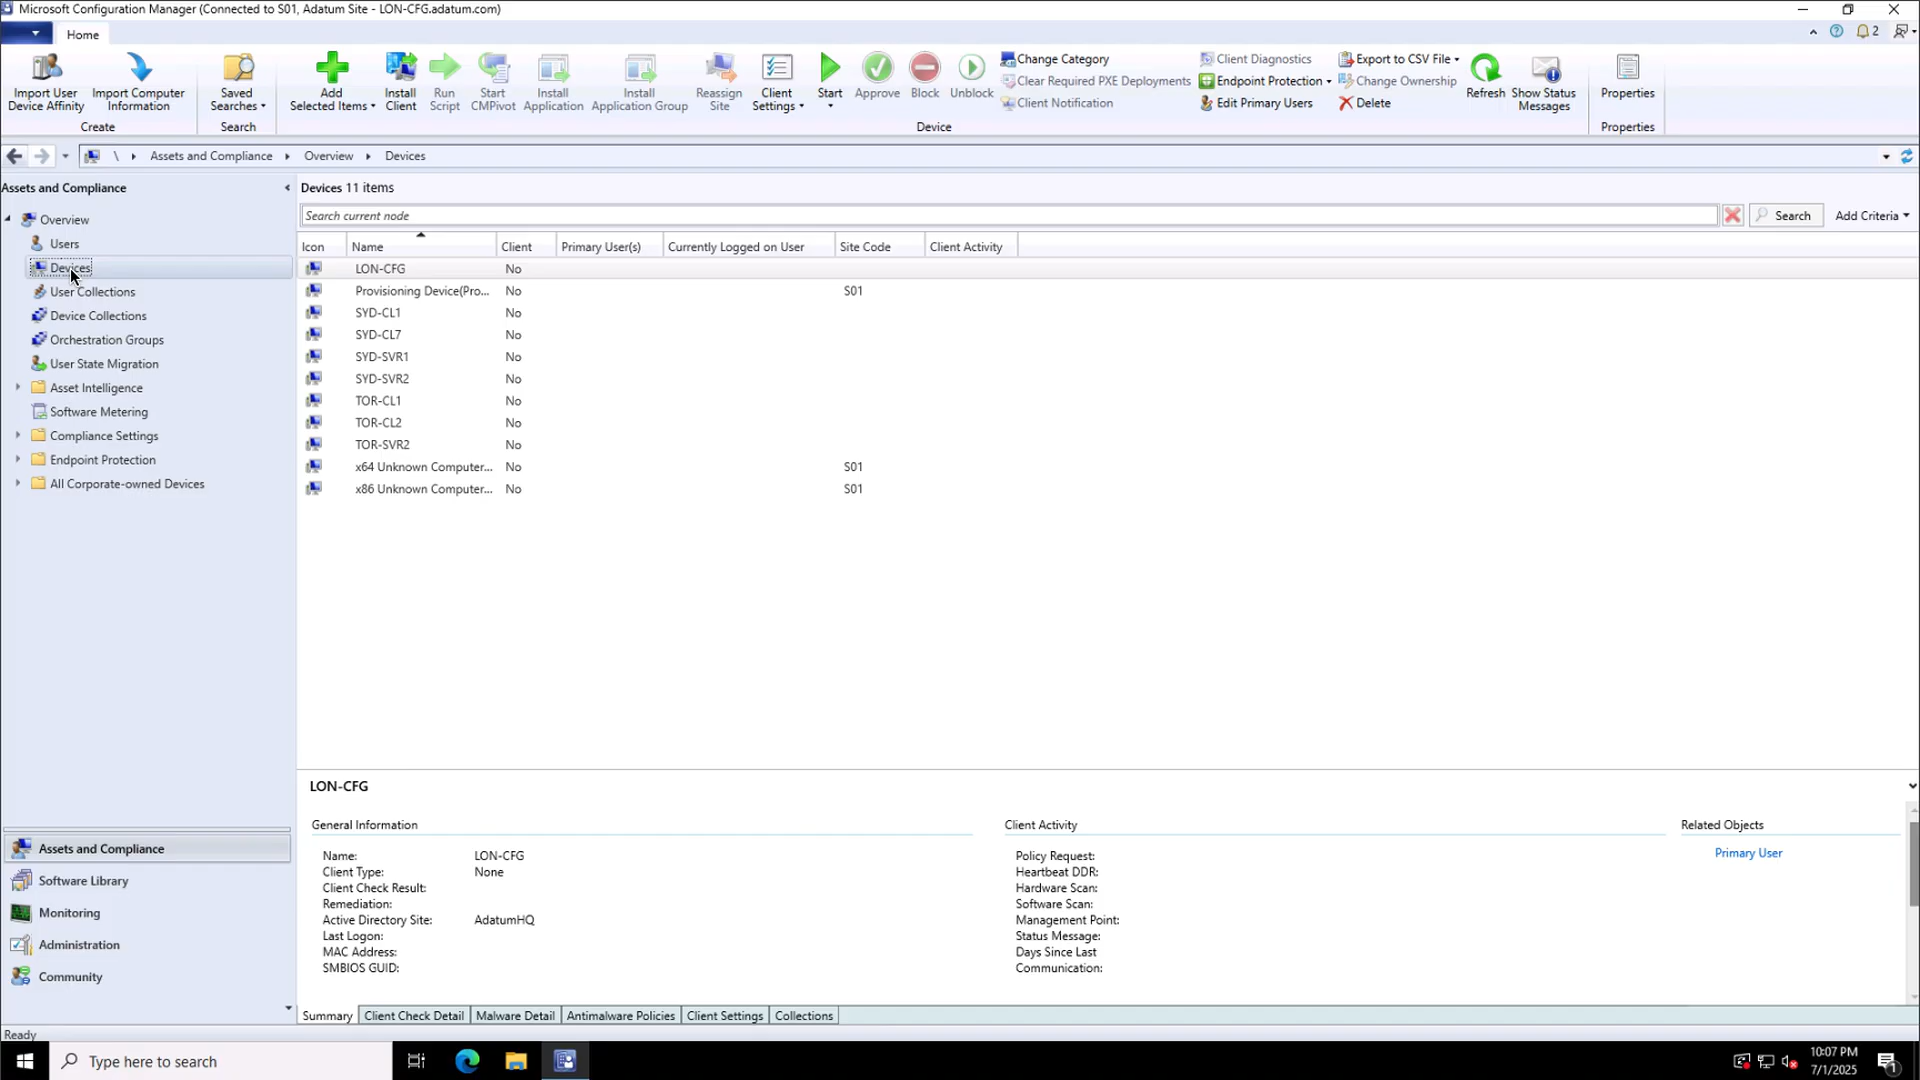 Microsoft Configuration Manager (Connected to S01, Adatum Site - LON-CFG.adatum.com)
Home
2
Import User
Device Affinity
Import Computer
Information
Create
Saved
Searches
Search
Add
Selected Items
Install
Client
Run
Script
Start
CMPivot
Install
Application
Install
Application Group
Reassign
Site
Client
Settings
Start
Approve
Block
Unblock
Change Category
Clear Required PXE Deployments
Client Notification
Client Diagnostics
Endpoint Protection
Edit Primary Users
Export to CSV File
Change Ownership
Delete
Refresh
Show Status
Messages
Device
Properties
Properties
\ Assets and Compliance Overview Devices
Assets and Compliance
Overview
Users
Devices
User Collections
Device Collections
Orchestration Groups
User State Migration
Asset Intelligence
Software Metering
Compliance Settings
Endpoint Protection
All Corporate-owned Devices
Assets and Compliance
Software Library
Monitoring
Administration
Community
Devices 11 items
Search current node
Search
Add Criteria
Icon Name Client Primary User(s) Currently Logged on User Site Code Client Activity
LON-CFG No
Provisioning Device(Pro... No S01
SYD-CL1 No
SYD-CL7 No
SYD-SVR1 No
SYD-SVR2 No
TOR-CL1 No
TOR-CL2 No
TOR-SVR2 No
x64 Unknown Computer... No S01
x86 Unknown Computer... No S01
LON-CFG
General Information
Name: LON-CFG
Client Type: None
Client Check Result:
Remediation:
Active Directory Site: AdatumHQ
Last Logon:
MAC Address:
SMBIOS GUID:
Client Activity
Policy Request:
Heartbeat DDR:
Hardware Scan:
Software Scan:
Management Point:
Status Message:
Days Since Last
Communication:
Related Objects
Primary User
Summary Client Check Detail Malware Detail Antimalware Policies Client Settings Collections
Ready
Type here to search
10:07 PM
7/1/2025
1